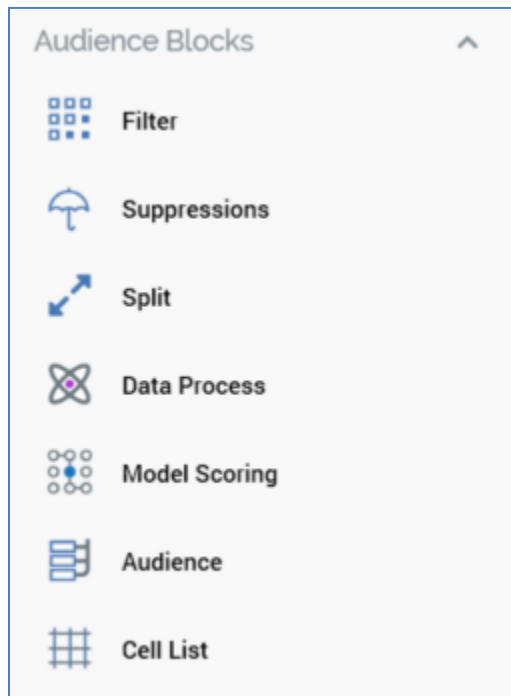 Audience Blocks
Filter
Suppressions
Split
Data Process
Model Scoring
Audience
Cell List